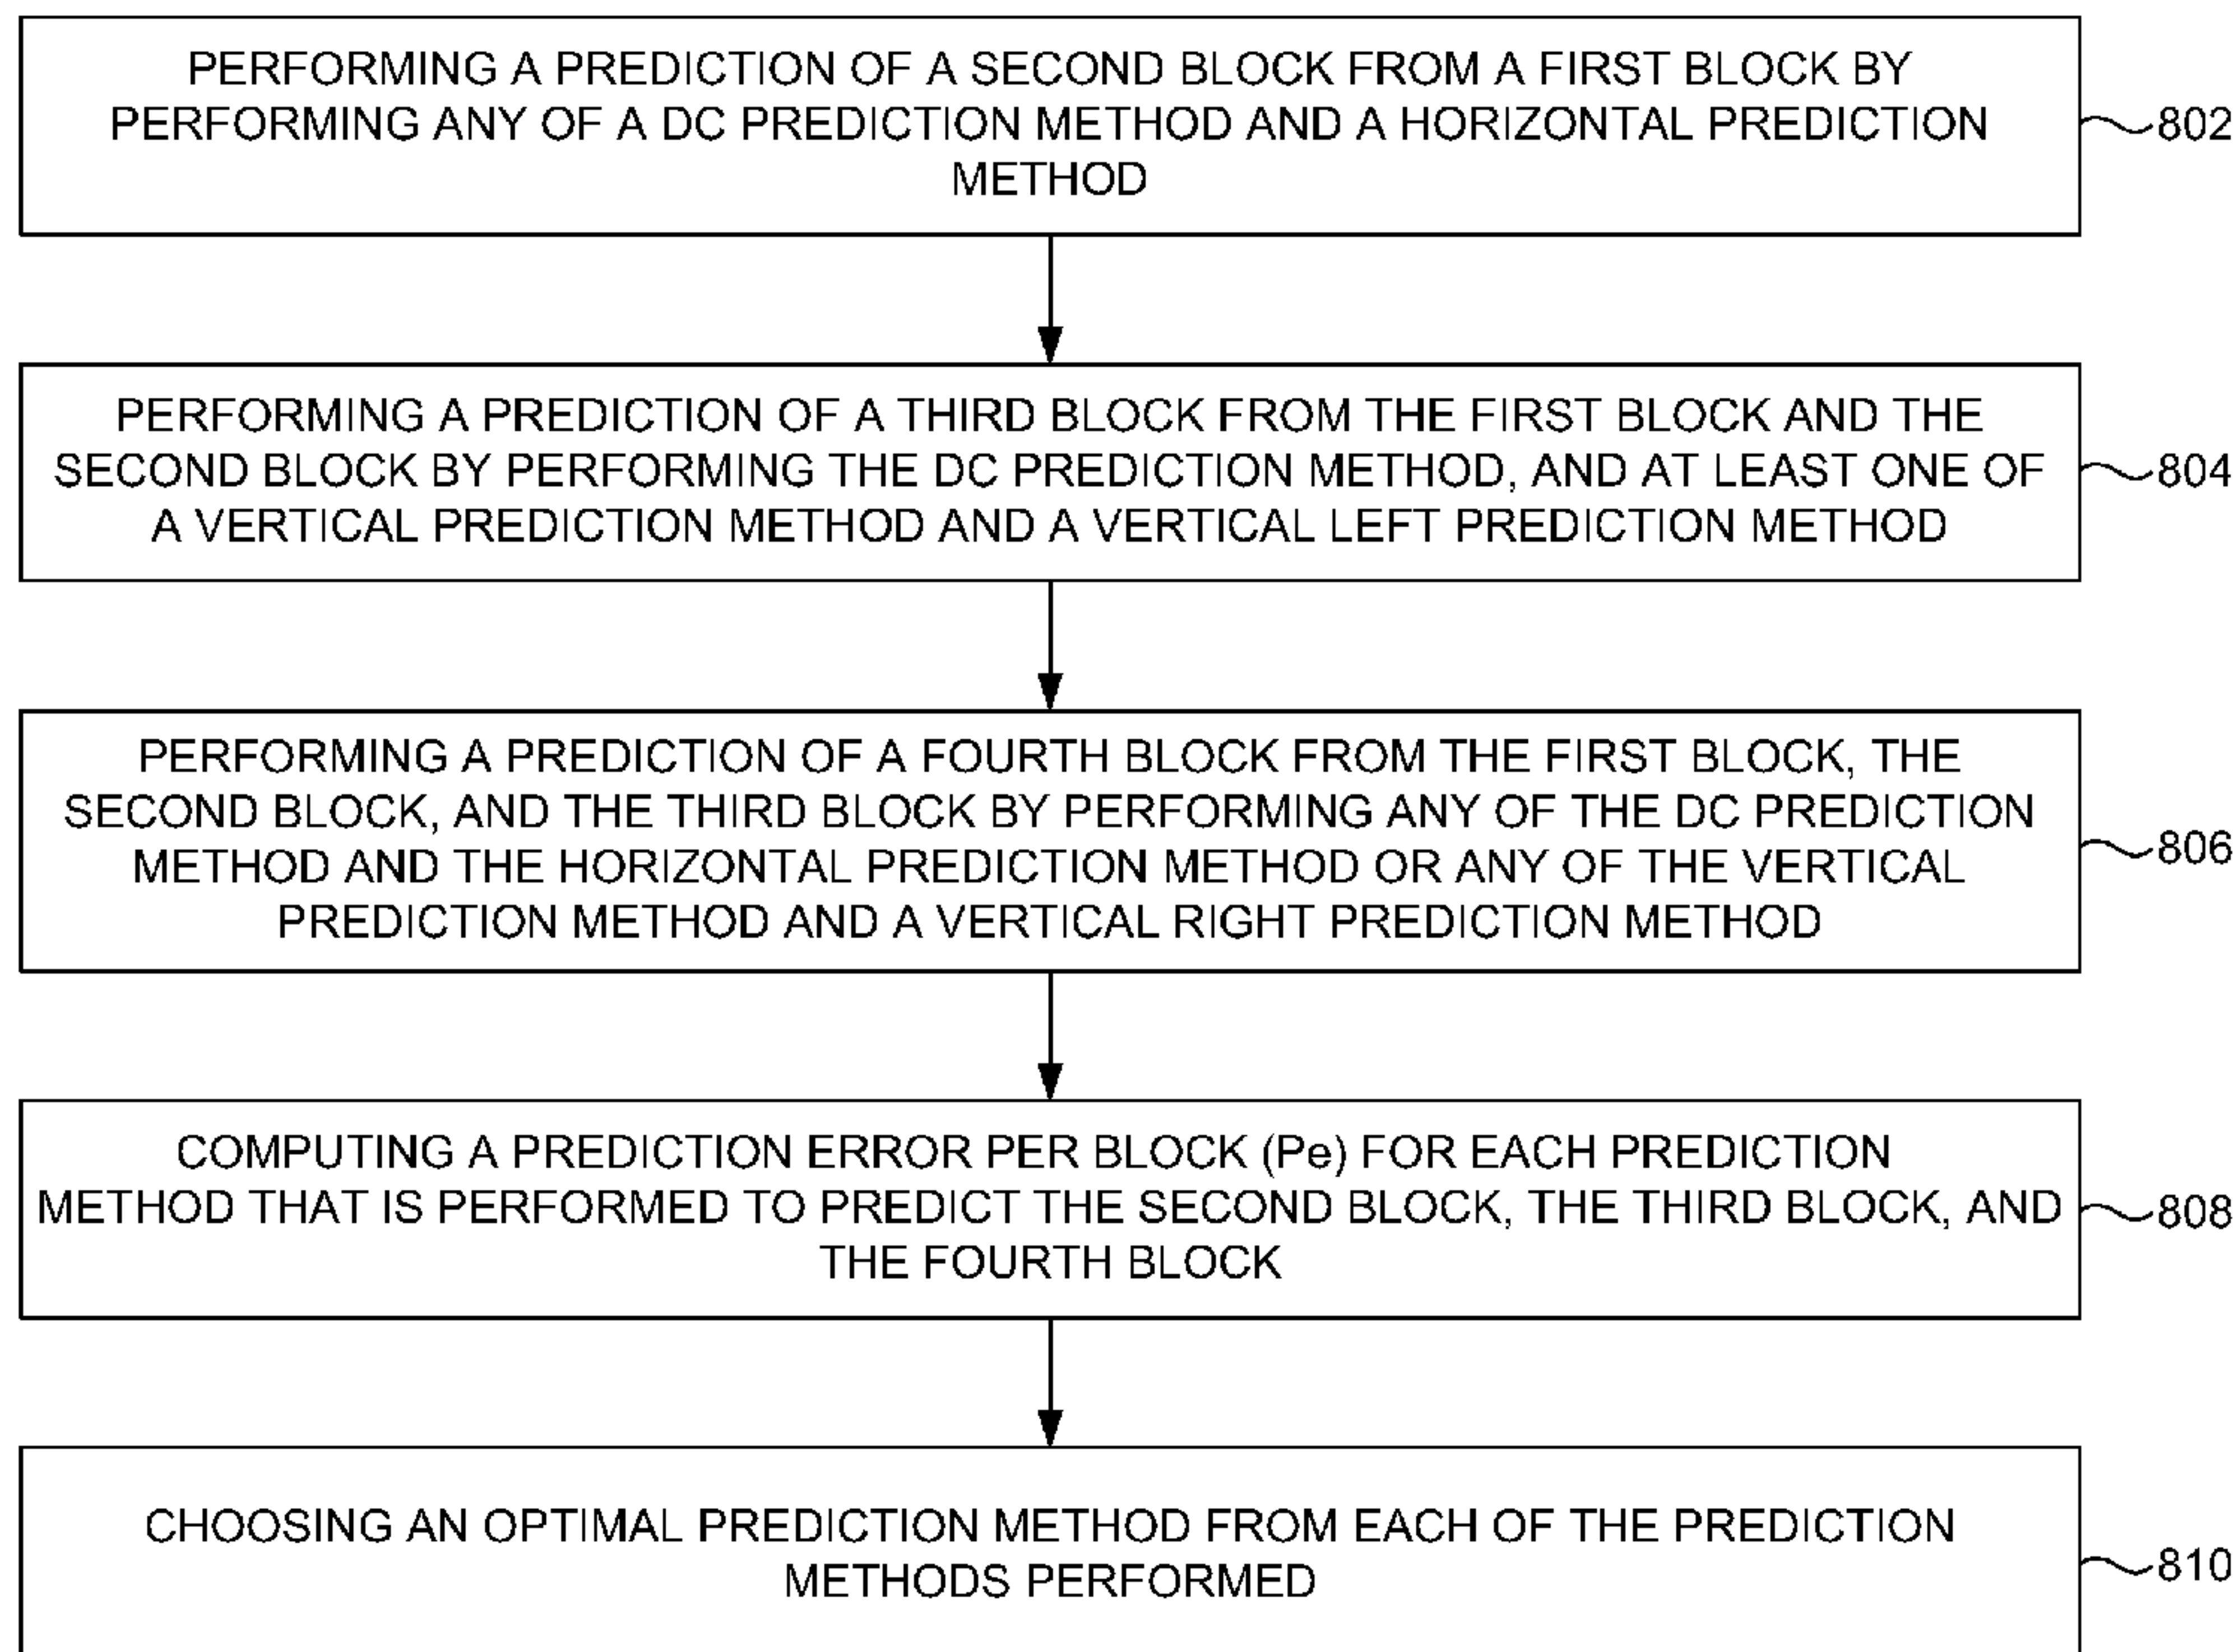 PERFORMING A PREDICTION OF A SECOND BLOCK FROM A FIRST BLOCK BY
PERFORMING ANY OF A DC PREDICTION METHOD AND A HORIZONTAL PREDICTION
METHOD
802
PERFORMING A PREDICTION OF A THIRD BLOCK FROM THE FIRST BLOCK AND THE
SECOND BLOCK BY PERFORMING THE DC PREDICTION METHOD, AND AT LEAST ONE OF
A VERTICAL PREDICTION METHOD AND A VERTICAL LEFT PREDICTION METHOD
804
PERFORMING A PREDICTION OF A FOURTH BLOCK FROM THE FIRST BLOCK, THE
SECOND BLOCK, AND THE THIRD BLOCK BY PERFORMING ANY OF THE DC PREDICTION
METHOD AND THE HORIZONTAL PREDICTION METHOD OR ANY OF THE VERTICAL
PREDICTION METHOD AND A VERTICAL RIGHT PREDICTION METHOD
806
COMPUTING A PREDICTION ERROR PER BLOCK (Pe) FOR EACH PREDICTION
METHOD THAT IS PERFORMED TO PREDICT THE SECOND BLOCK, THE THIRD BLOCK, AND
THE FOURTH BLOCK
808
CHOOSING AN OPTIMAL PREDICTION METHOD FROM EACH OF THE PREDICTION
METHODS PERFORMED
810